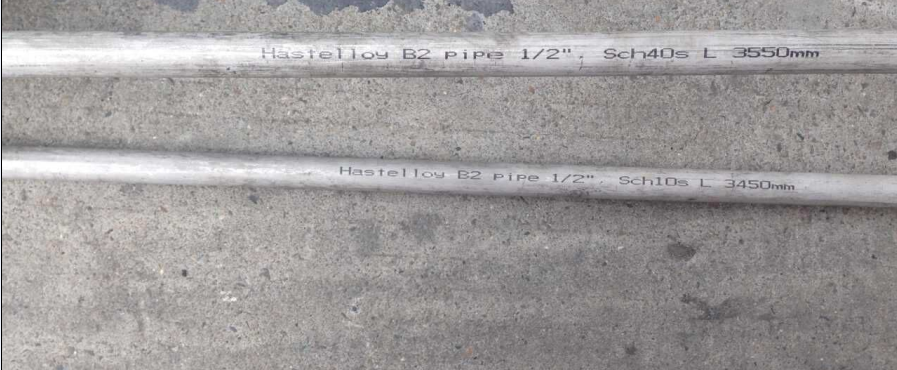 Hastelloy B2 pipe 1/2", Sch40s L 3550mm
Hastelloy B2 pipe 1/2", Sch10s L 3450mm